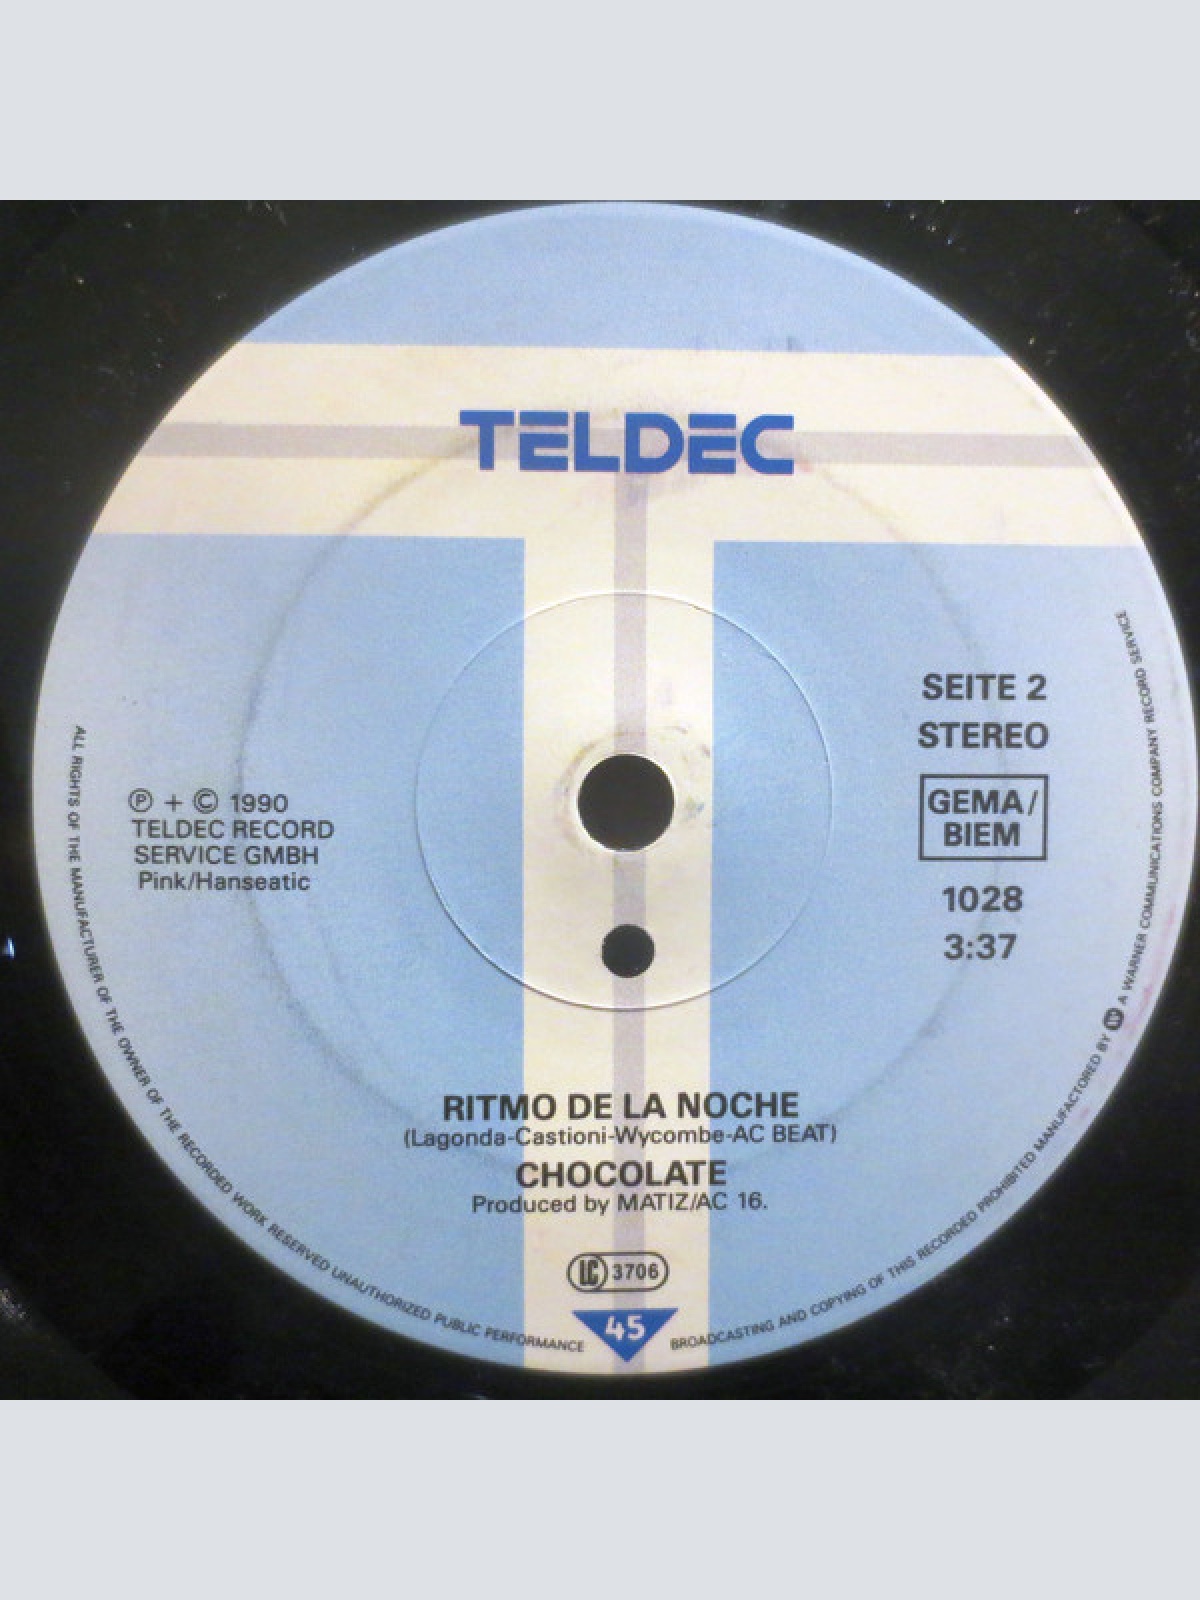 TELDEC
SEITE 2
STEREO
GEMA/
BIEM
1028
3:37
Ⓟ + © 1990
TELDEC RECORD
SERVICE GMBH
Pink/Hanseatic
RITMO DE LA NOCHE
(Lagonda-Castioni-Wycombe-AC BEAT)
CHOCOLATE
Produced by MATIZ/AC 16.
LC 3706
45
ALL RIGHTS OF THE MANUFACTURER OF THE OWNER OF THE RECORDED WORK RESERVED UNAUTHORIZED PUBLIC PERFORMANCE BROADCASTING AND COPYING OF THIS RECORDED PROHIBITED MANUFACTORED BY W A WARNER COMMUNICATIONS COMPANY RECORD SERVICE